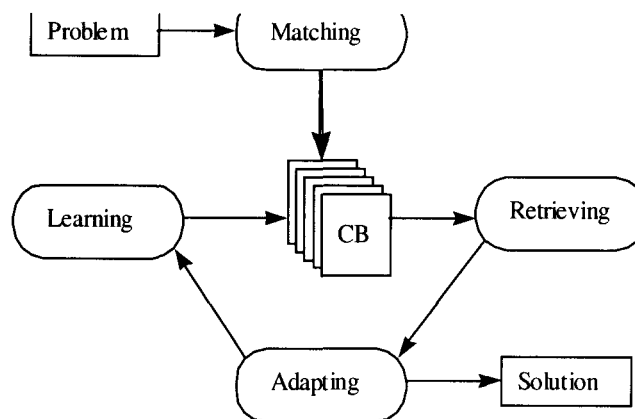 Problem
Matching
Learning
CB
Retrieving
Adapting
Solution